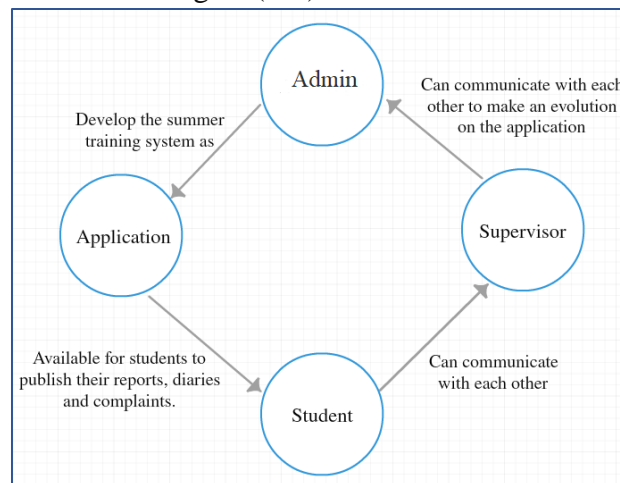 Admin
Can communicate with each
other to make an evolution
on the application
Develop the summer
training system as
Application
Supervisor
Available for students to
publish their reports, diaries
and complaints.
Can communicate
with each other
Student